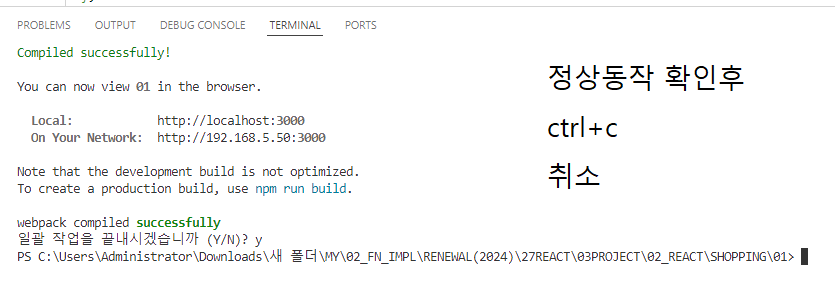 PROBLEMS OUTPUT DEBUG CONSOLE TERMINAL PORTS
Compiled successfully!
You can now view 01 in the browser.
Local: http://localhost:3000
On Your Network: http://192.168.5.50:3000
Note that the development build is not optimized.
To create a production build, use npm run build.
webpack compiled successfully
일괄 작업을 끝내시겠습니까 (Y/N)? y
PS C:\Users\Administrator\Downloads\새 폴더\MY\02_FN_IMPL\RENEWAL(2024)\27REACT\03PROJECT\02_REACT\SHOPPING\01>
정상동작 확인후
ctrl+c
취소